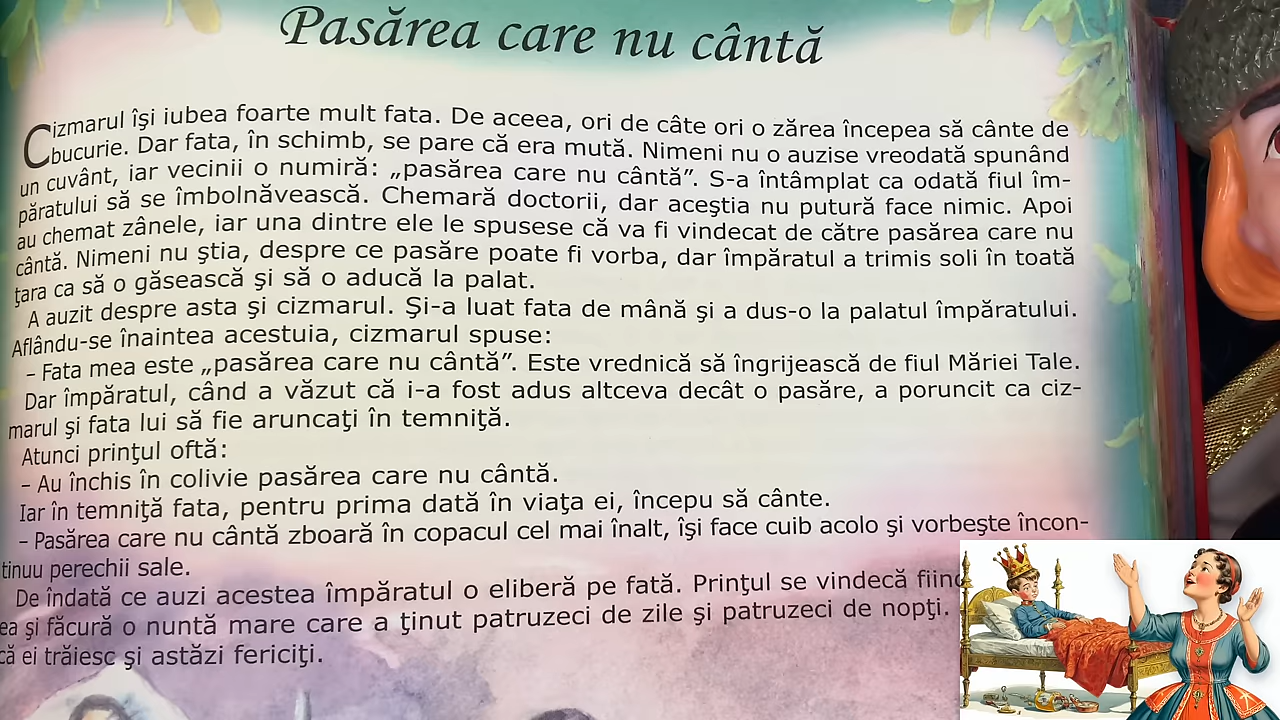 Pasărea care nu cântă
Cizmarul îşi iubea foarte mult fata. De aceea, ori de câte ori o zărea începea să cânte de
bucurie. Dar fata, în schimb, se pare că era mută. Nimeni nu o auzise vreodată spunând
un cuvânt, iar vecinii o numiră: „pasărea care nu cântă”. S-a întâmplat ca odată fiul îm-
păratului să se îmbolnăvească. Chemară doctorii, dar aceştia nu putură face nimic. Apoi
au chemat zânele, iar una dintre ele le spusese că va fi vindecat de către pasărea care nu
cântă. Nimeni nu ştia, despre ce pasăre poate fi vorba, dar împăratul a trimis soli în toată
ţara ca să o găsească şi să o aducă la palat.
A auzit despre asta şi cizmarul. Şi-a luat fata de mână şi a dus-o la palatul împăratului.
Aflându-se înaintea acestuia, cizmarul spuse:
– Fata mea este „pasărea care nu cântă”. Este vrednică să îngrijească de fiul Măriei Tale.
Dar împăratul, când a văzut că i-a fost adus altceva decât o pasăre, a poruncit ca ciz-
marul şi fata lui să fie aruncaţi în temniţă.
Atunci prinţul oftă:
– Au închis în colivie pasărea care nu cântă.
Iar în temniţă fata, pentru prima dată în viaţa ei, începu să cânte.
– Pasărea care nu cântă zboară în copacul cel mai înalt, îşi face cuib acolo şi vorbeşte încon-
tinuu perechii sale.
De îndată ce auzi acestea împăratul o eliberă pe fată. Prinţul se vindecă
ea şi făcură o nuntă mare care a ţinut patruzeci de zile şi patruzeci de nopţi.
că ei trăiesc şi astăzi fericiţi.